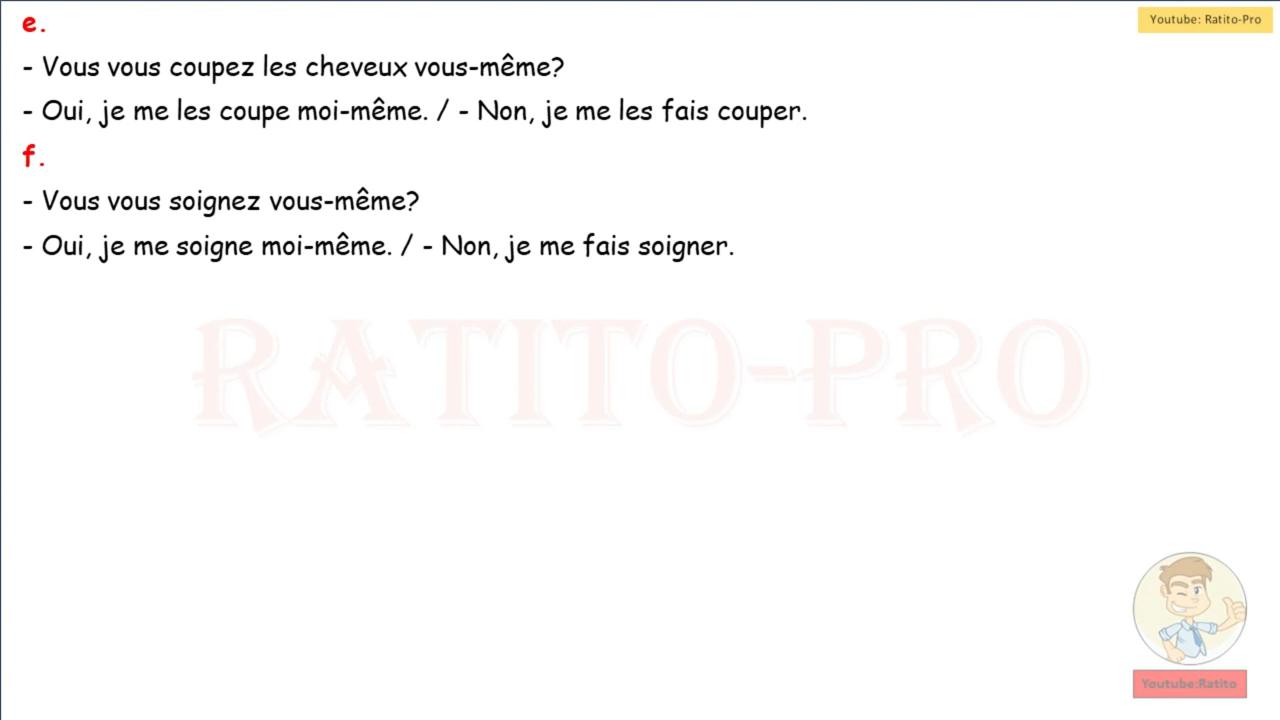 e.
Youtube: Ratito-Pro
- Vous vous coupez les cheveux vous-même?
- Oui, je me les coupe moi-même. / - Non, je me les fais couper.
f.
- Vous vous soignez vous-même?
- Oui, je me soigne moi-même. / - Non, je me fais soigner.
RATITO-PRO
Youtube:Ratito